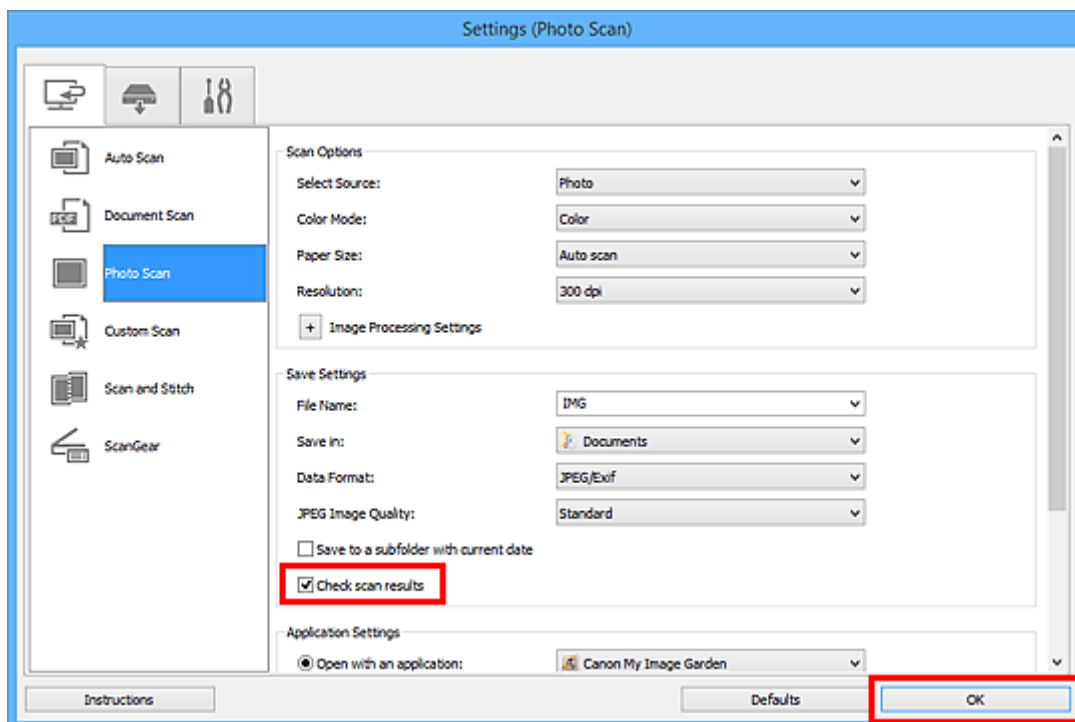 Settings (Photo Scan)
Auto Scan
PDF
Document Scan
Photo Scan
Custom Scan
Scan and Stitch
ScanGear
Scan Options
Select Source: Photo
Color Mode: Color
Paper Size: Auto scan
Resolution: 300 dpi
+ Image Processing Settings
Save Settings
File Name: IMG
Save in: Documents
Data Format: JPEG/Exif
JPEG Image Quality: Standard
Save to a subfolder with current date
Check scan results
Application Settings
Open with an application: Canon My Image Garden
Instructions Defaults OK